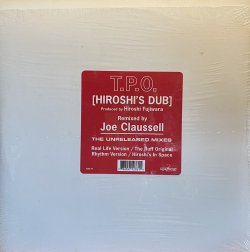 T.P.O.
[HIROSHI'S DUB]
Produced by Hiroshi Fujiwara
Remixed by
Joe Claussell
THE UNRELEASED MIXES
Real Life Version / The Ruff Original
Rhythm Version / Hiroshi's In Space